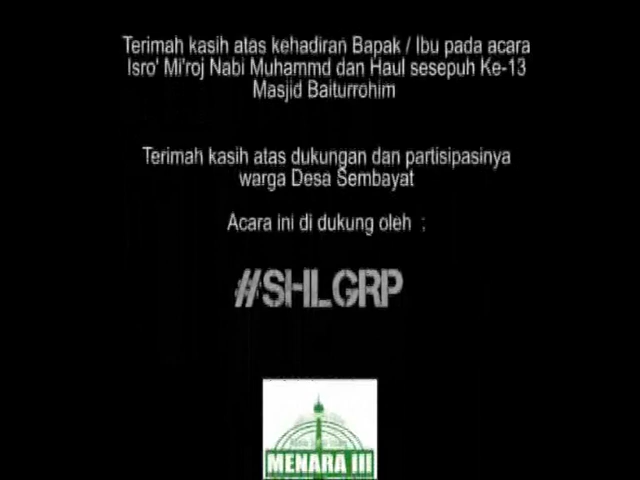 Terimah kasih atas kehadiran Bapak / Ibu pada acara
Isro' Mi'roj Nabi Muhammd dan Haul sesepuh Ke-13
Masjid Baiturrohim
Terimah kasih atas dukungan dan partisipasinya
warga Desa Sembayat
Acara ini di dukung oleh :
#SHLGRP
MENARA III